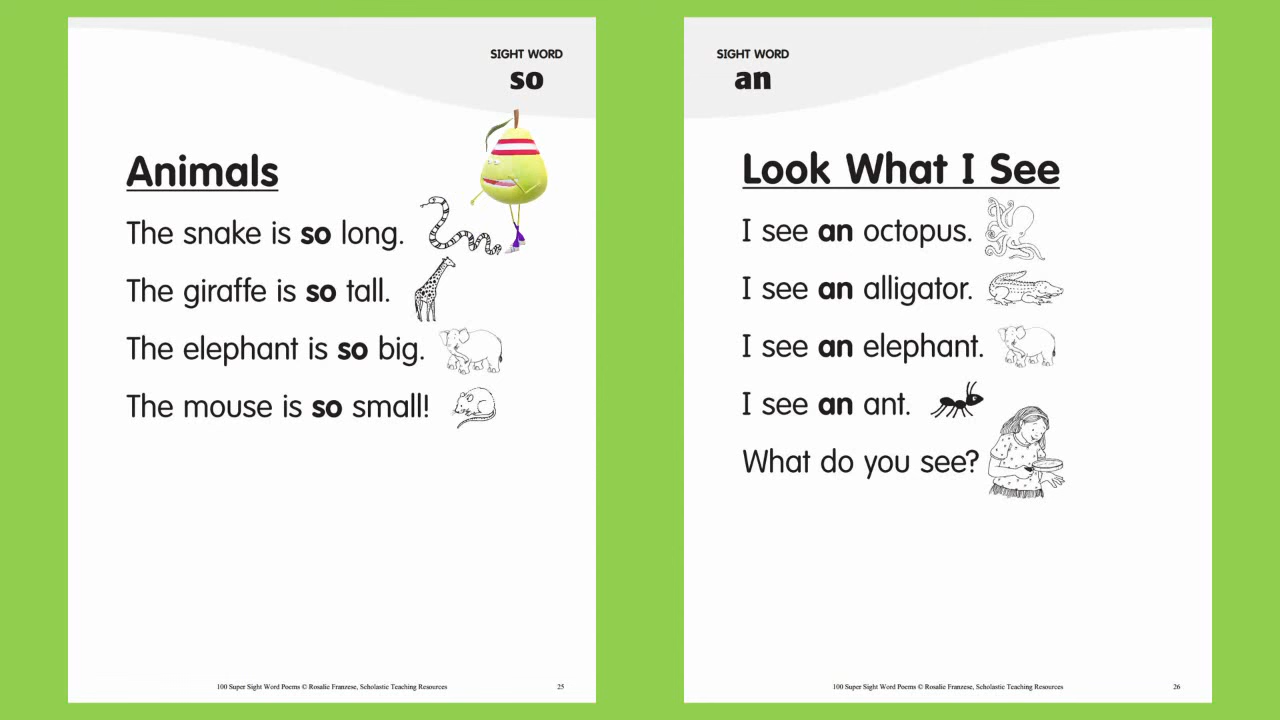 SIGHT WORD
so
Animals
The snake is so long.
The giraffe is so tall.
The elephant is so big.
The mouse is so small!
100 Super Sight Word Poems © Rosalie Franzese, Scholastic Teaching Resources
25
SIGHT WORD
an
Look What I See
I see an octopus.
I see an alligator.
I see an elephant.
I see an ant.
What do you see?
100 Super Sight Word Poems © Rosalie Franzese, Scholastic Teaching Resources
26